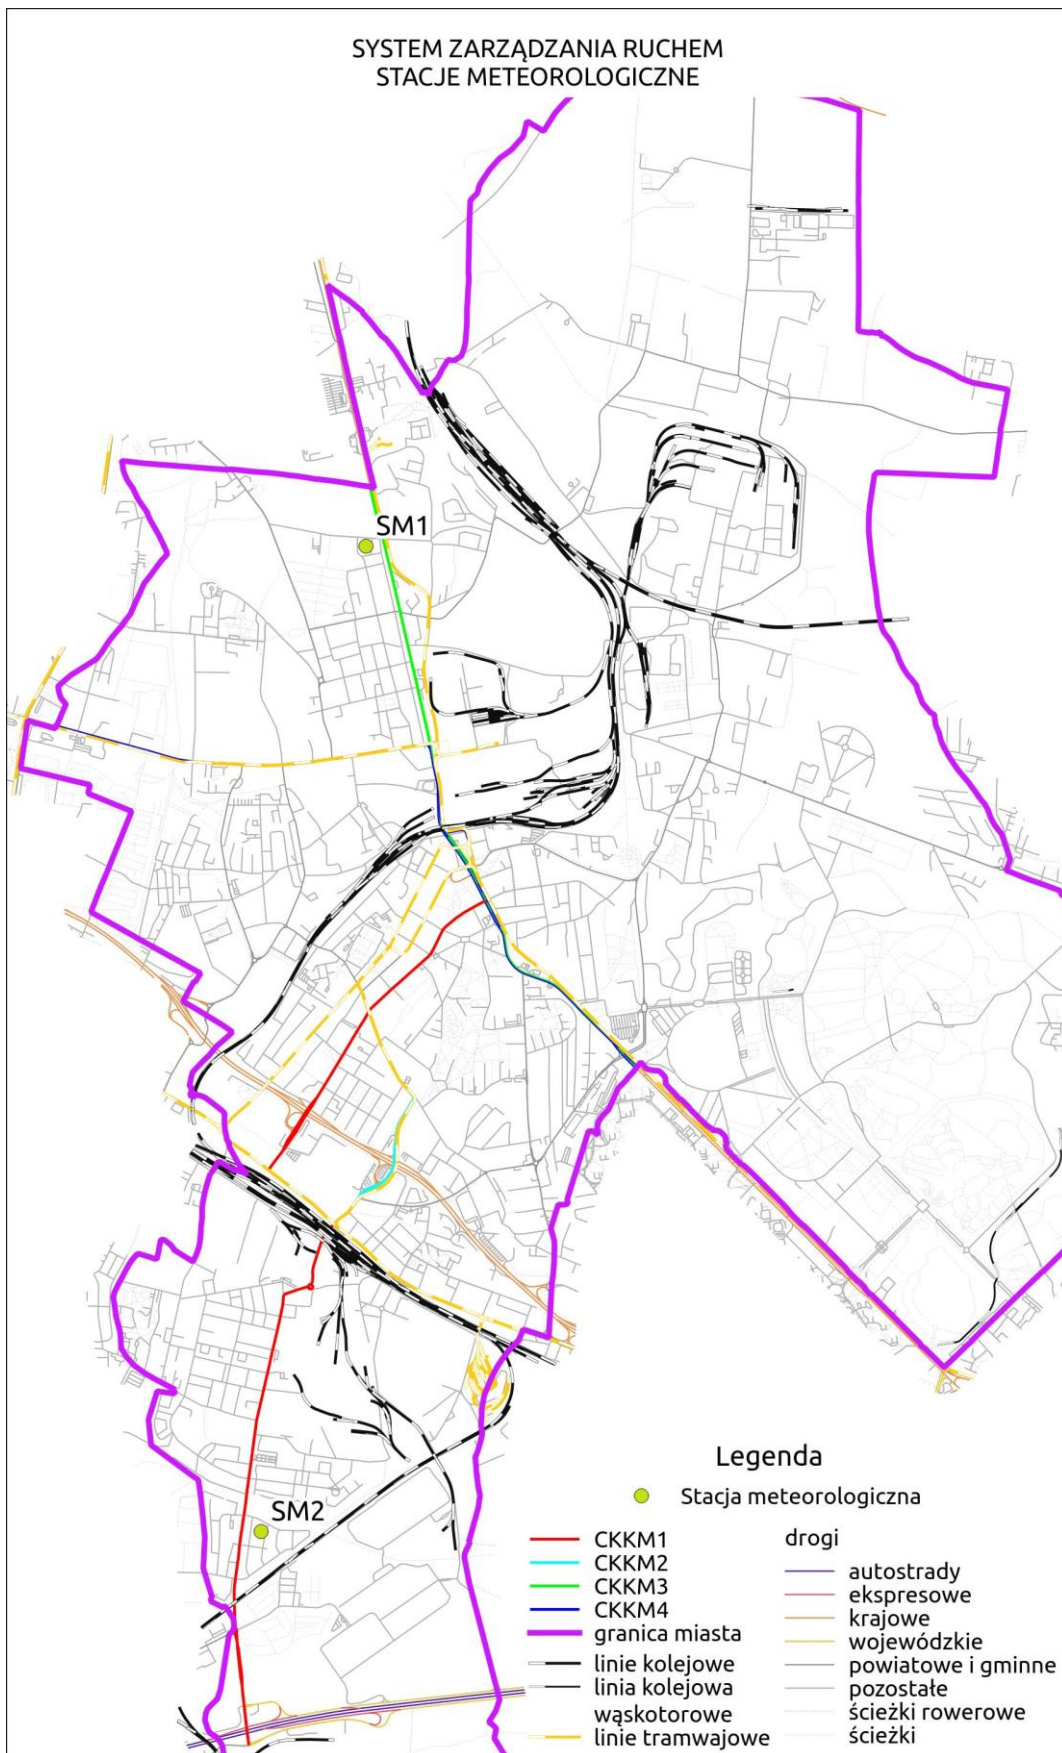 SYSTEM ZARZĄDZANIA RUCHEM
STACJE METEOROLOGICZNE
SM1
SM2
Legenda
Stacja meteorologiczna
CKKM1
CKKM2
CKKM3
CKKM4
granica miasta
linie kolejowe
linia kolejowa
wąskotorowe
linie tramwajowe
drogi
autostrady
ekspresowe
krajowe
wojewódzkie
powiatowe i gminne
pozostałe
ścieżki rowerowe
ścieżki